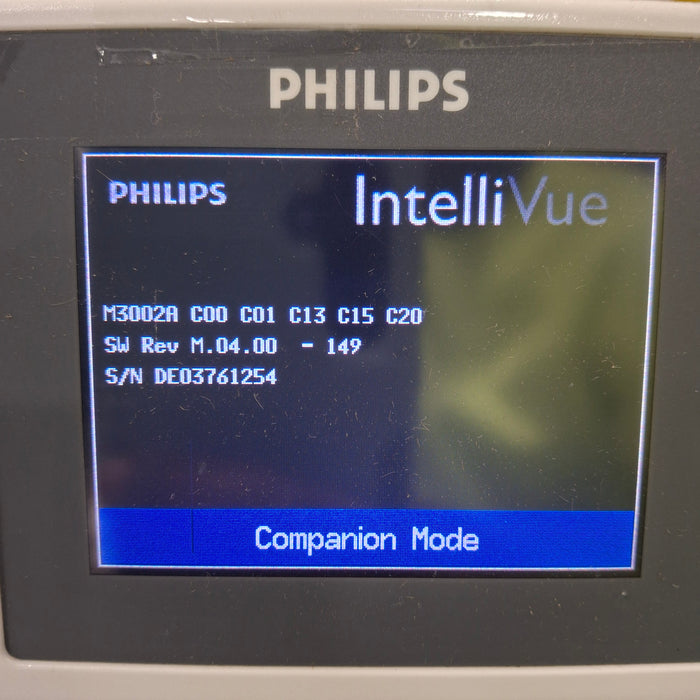 PHILIPS
PHILIPS IntelliVue
M3002A C00 C01 C13 C15 C20
SW Rev M.04.00 - 149
S/N DE03761254
Companion Mode